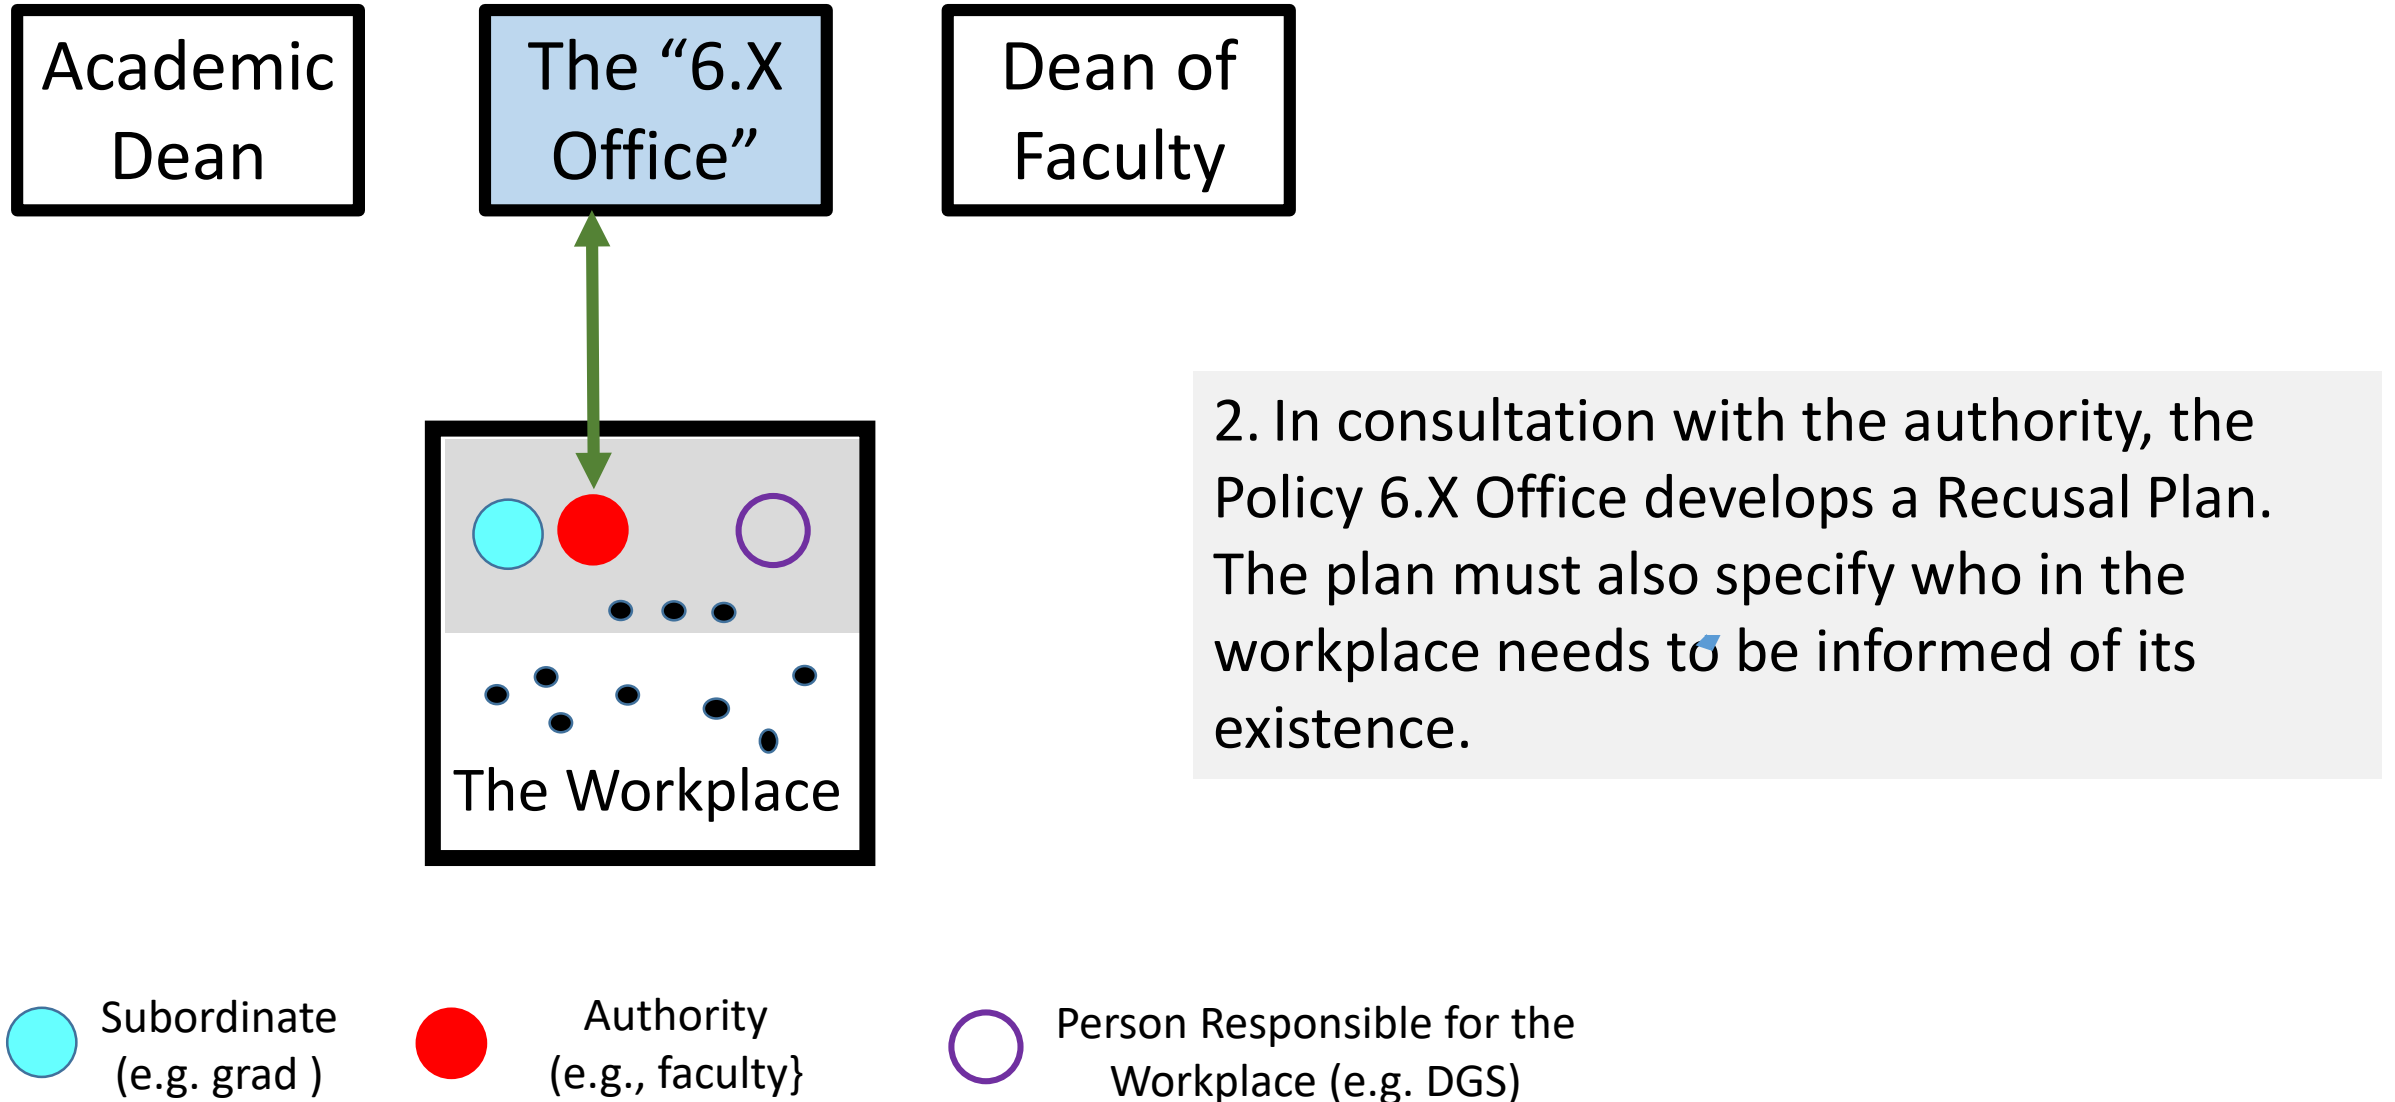 Academic
Dean
The “6.X
Office”
Dean of
Faculty
2. In consultation with the authority, the
Policy 6.X Office develops a Recusal Plan.
The plan must also specify who in the
workplace needs to be informed of its
existence.
The Workplace
Subordinate
(e.g. grad )
Authority
(e.g., faculty}
Person Responsible for the
Workplace (e.g. DGS)